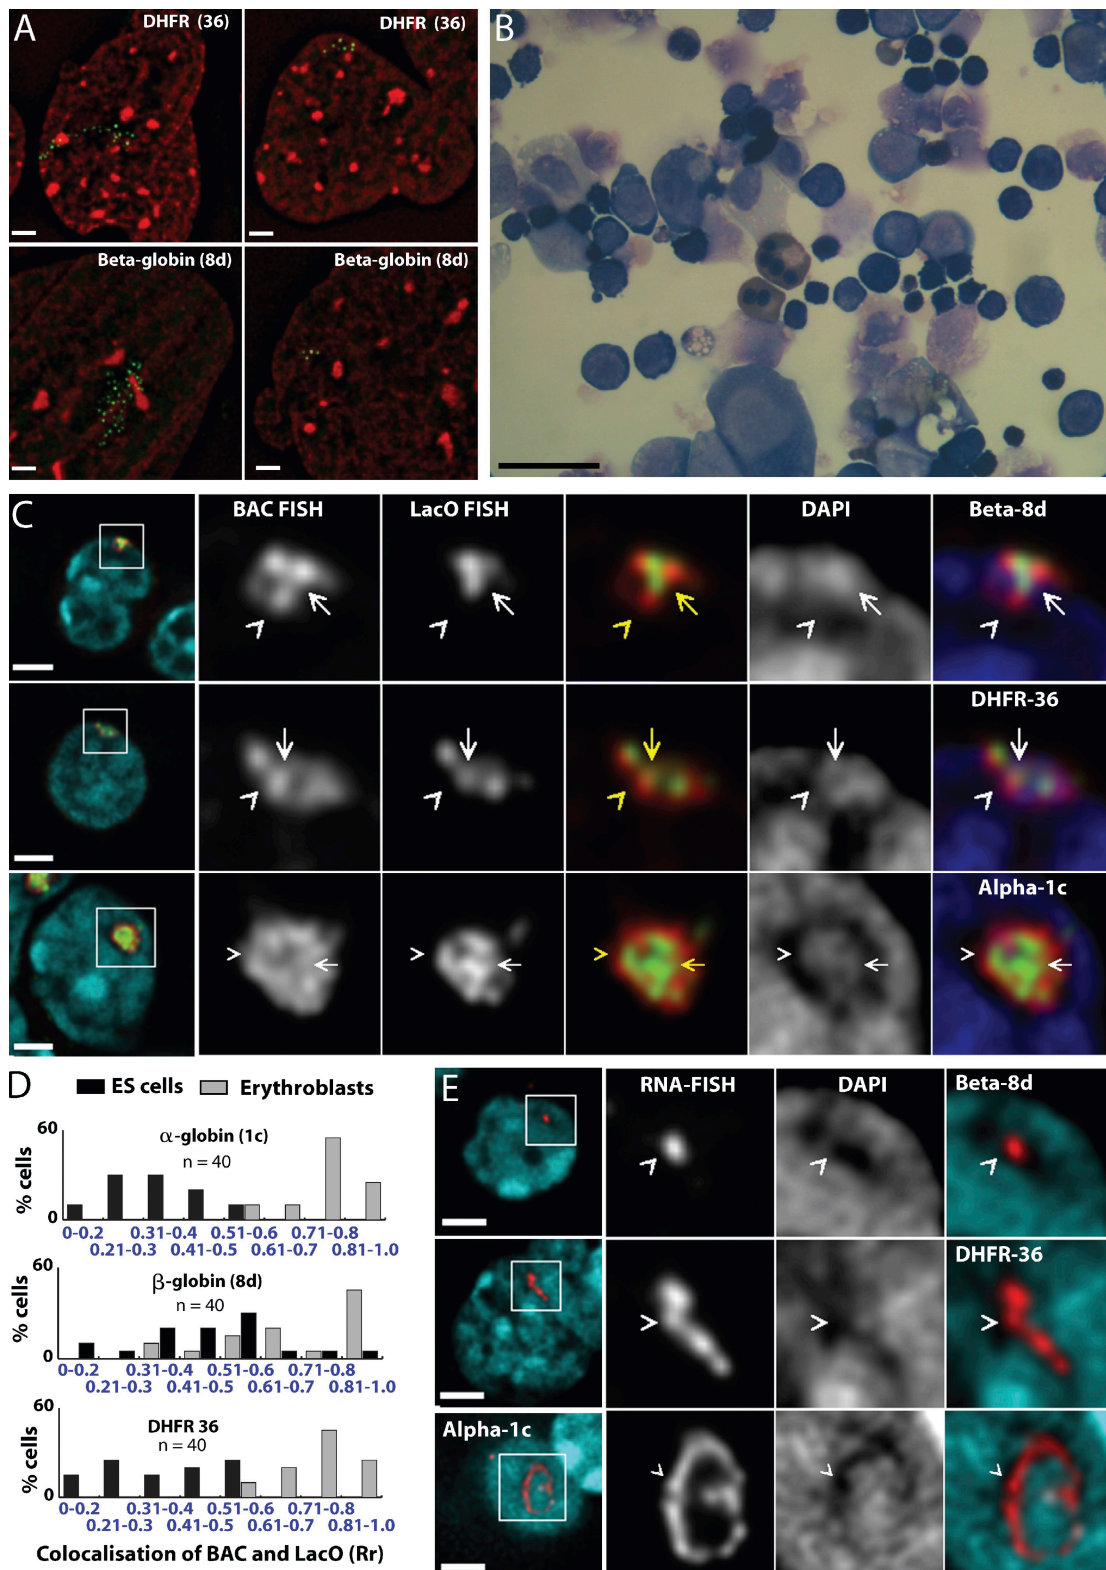 A
DHFR (36)
DHFR (36)
Beta-globin (8d)
Beta-globin (8d)
B
C
BAC FISH
LacO FISH
DAPI
Beta-8d
DHFR-36
Alpha-1c
D
ES cells
Erythroblasts
60
α-globin (1c)
n = 40
% cells
0
0-0.2
0.31-0.4
0.51-0.6
0.71-0.8
0.21-0.3
0.41-0.5
0.61-0.7
0.81-1.0
60
β-globin (8d)
n = 40
% cells
0
0-0.2
0.31-0.4
0.51-0.6
0.71-0.8
0.21-0.3
0.41-0.5
0.61-0.7
0.81-1.0
60
DHFR 36
n = 40
% cells
0
0-0.2
0.31-0.4
0.51-0.6
0.71-0.8
0.21-0.3
0.41-0.5
0.61-0.7
0.81-1.0
Colocalisation of BAC and LacO (Rr)
E
RNA-FISH
DAPI
Beta-8d
DHFR-36
Alpha-1c